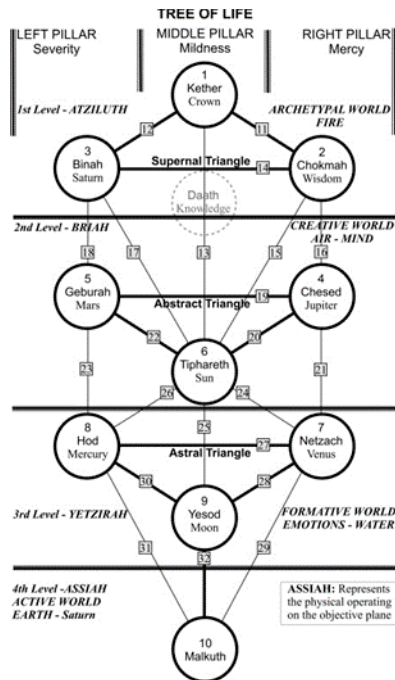 TREE OF LIFE
LEFT PILLAR
Severity
MIDDLE PILLAR
Mildness
RIGHT PILLAR
Mercy
1
Kether
Crown
1st Level - ATZILUTH
ARCHETYPAL WORLD
FIRE
12
11
3
Binah
Saturn
Supernal Triangle
14
2
Chokmah
Wisdom
Daath
Knowledge
2nd Level - BRIAH
CREATIVE WORLD
AIR - MIND
18
17
13
15
16
5
Geburah
Mars
Abstract Triangle
19
4
Chesed
Jupiter
22
20
6
Tiphareth
Sun
23
21
26
24
25
8
Hod
Mercury
Astral Triangle
27
7
Netzach
Venus
30
28
9
Yesod
Moon
3rd Level - YETZIRAH
FORMATIVE WORLD
EMOTIONS - WATER
31
32
29
4th Level -ASSIAH
ACTIVE WORLD
EARTH - Saturn
ASSIAH: Represents
the physical operating
on the objective plane
10
Malkuth